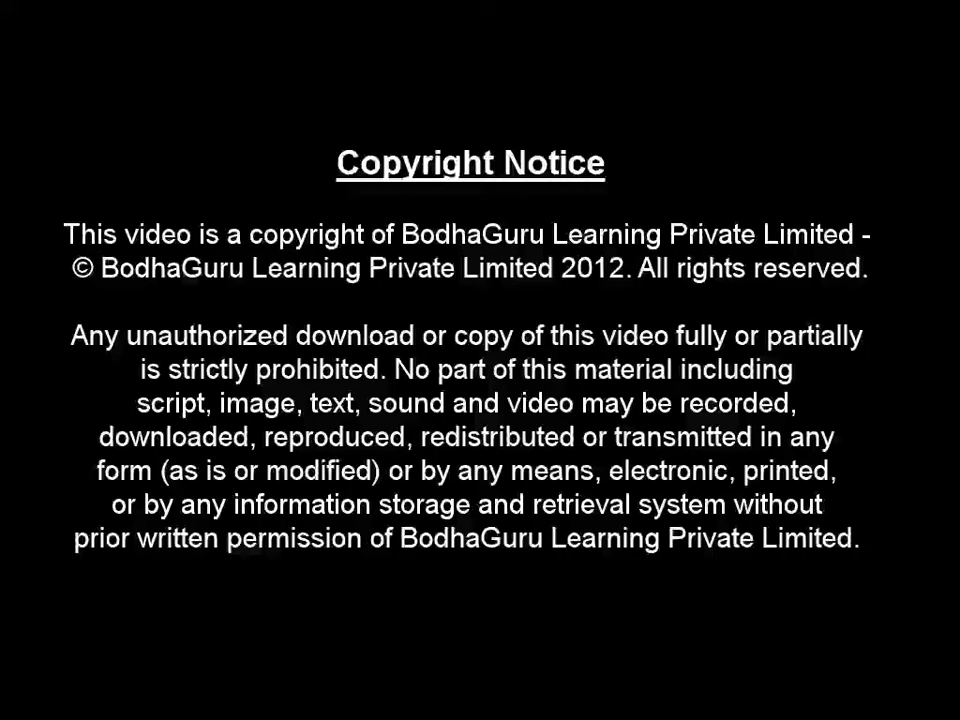 Copyright Notice
This video is a copyright of BodhaGuru Learning Private Limited -
© BodhaGuru Learning Private Limited 2012. All rights reserved.
Any unauthorized download or copy of this video fully or partially
is strictly prohibited. No part of this material including
script, image, text, sound and video may be recorded,
downloaded, reproduced, redistributed or transmitted in any
form (as is or modified) or by any means, electronic, printed,
or by any information storage and retrieval system without
prior written permission of BodhaGuru Learning Private Limited.